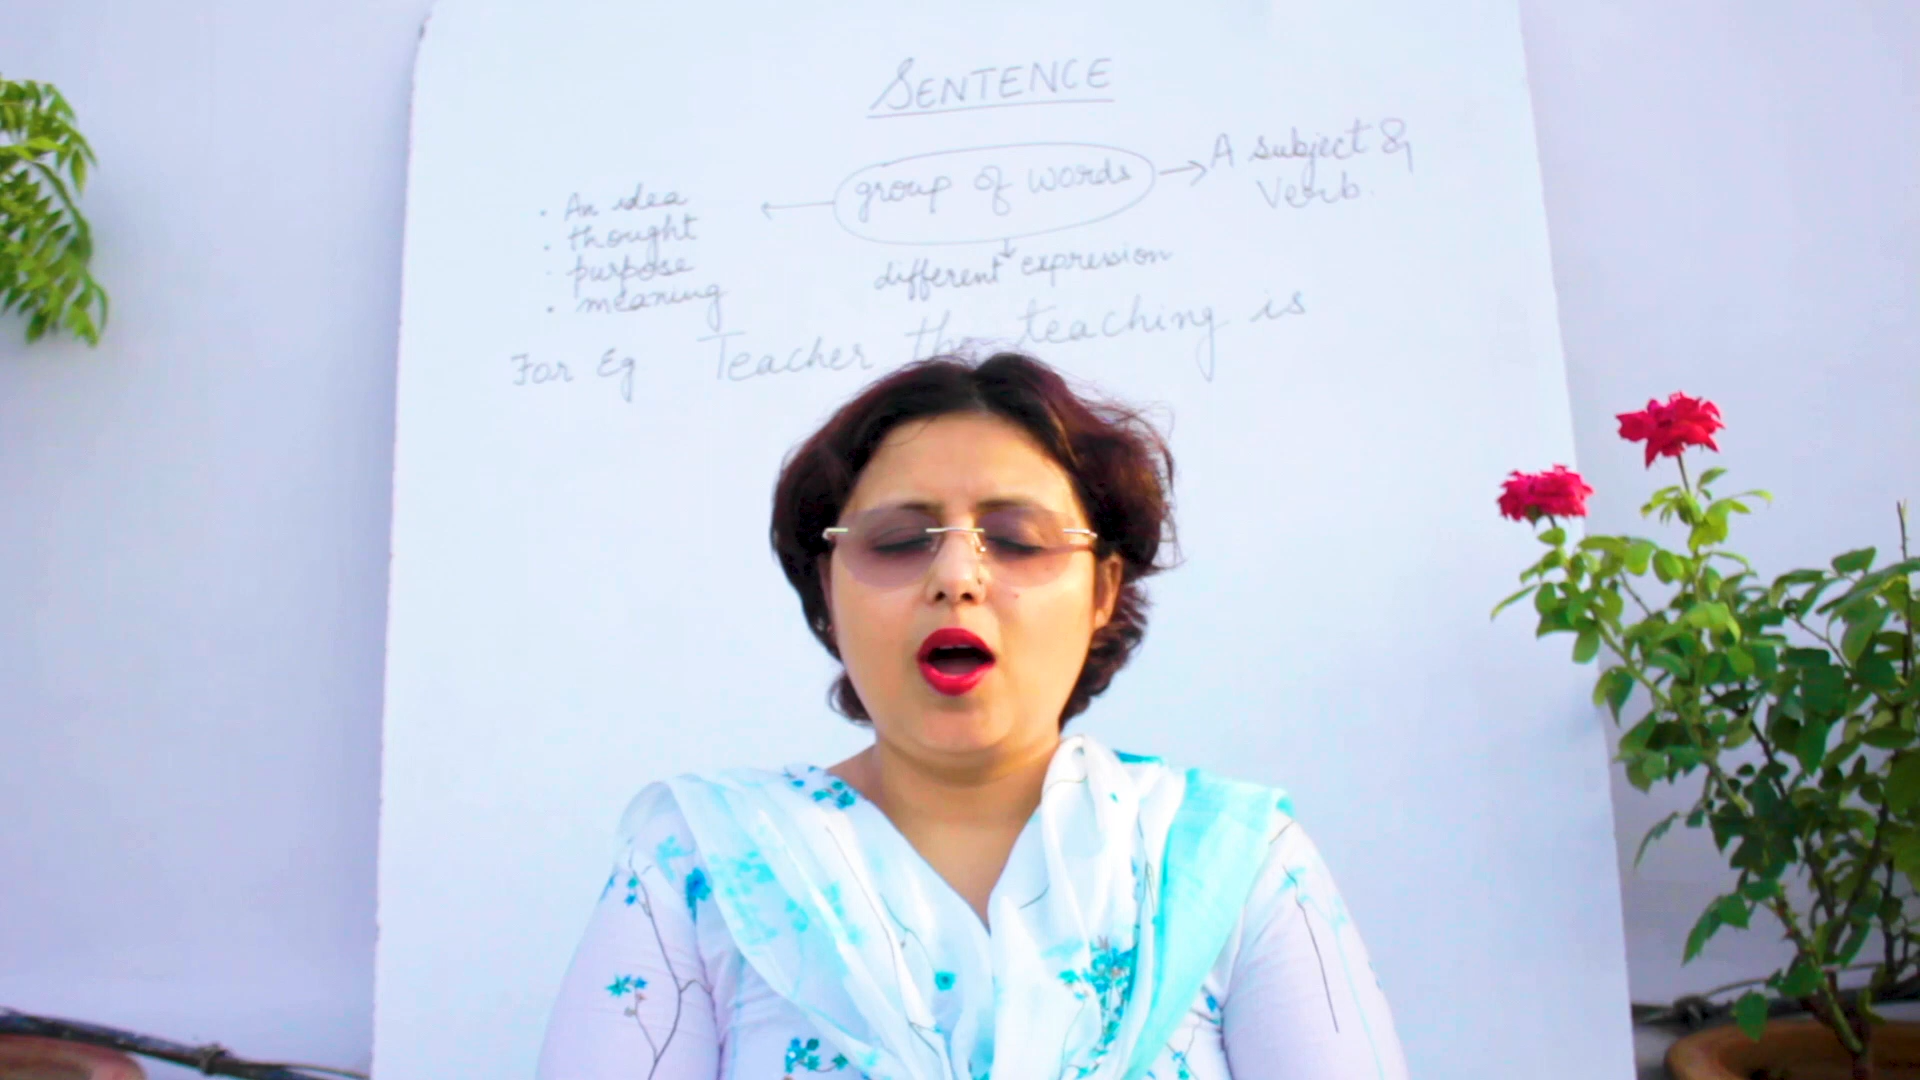 SENTENCE
group of words
A subject &
Verb.
• An idea
• thought
• purpose
• meaning
different expression
For Eg Teacher the teaching is